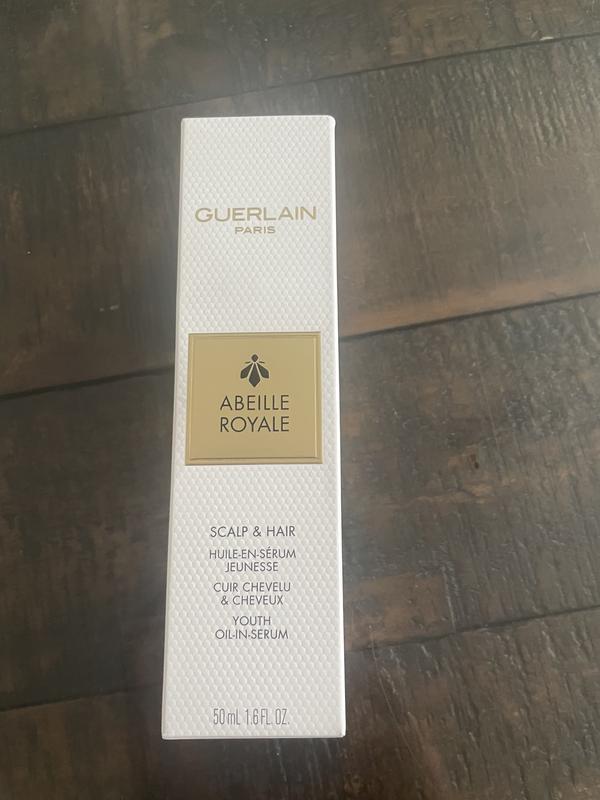 GUERLAIN
PARIS
ABEILLE
ROYALE
SCALP & HAIR
HUILE-EN-SÉRUM
JEUNESSE
CUIR CHEVELU
& CHEVEUX
YOUTH
OIL-IN-SERUM
50 mL 1.6 FL. OZ.